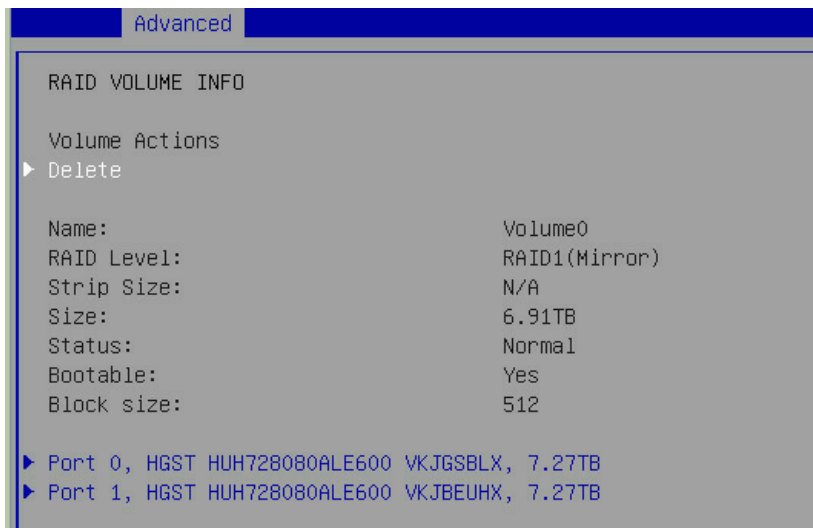 Advanced
RAID VOLUME INFO
Volume Actions
Delete
Name: Volume0
RAID Level: RAID1(Mirror)
Strip Size: N/A
Size: 6.91TB
Status: Normal
Bootable: Yes
Block size: 512
Port 0, HGST HUH728080ALE600 VKJGSBLX, 7.27TB
Port 1, HGST HUH728080ALE600 VKJBEUHX, 7.27TB